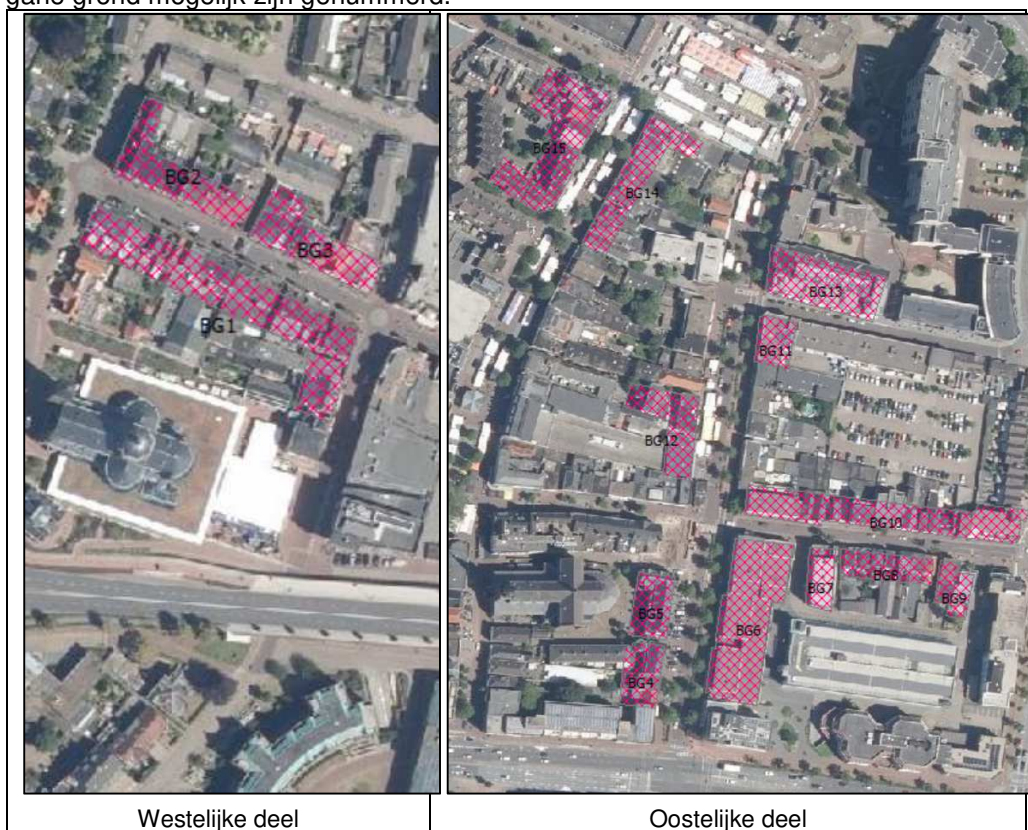 gane grond mogelijk zijn genummerd.
BG2
BG3
BG1
BG15
BG14
BG13
BG11
BG12
BG10
BG8
BG7
BG9
BG5
BG6
BG4
Westelijke deel
Oostelijke deel